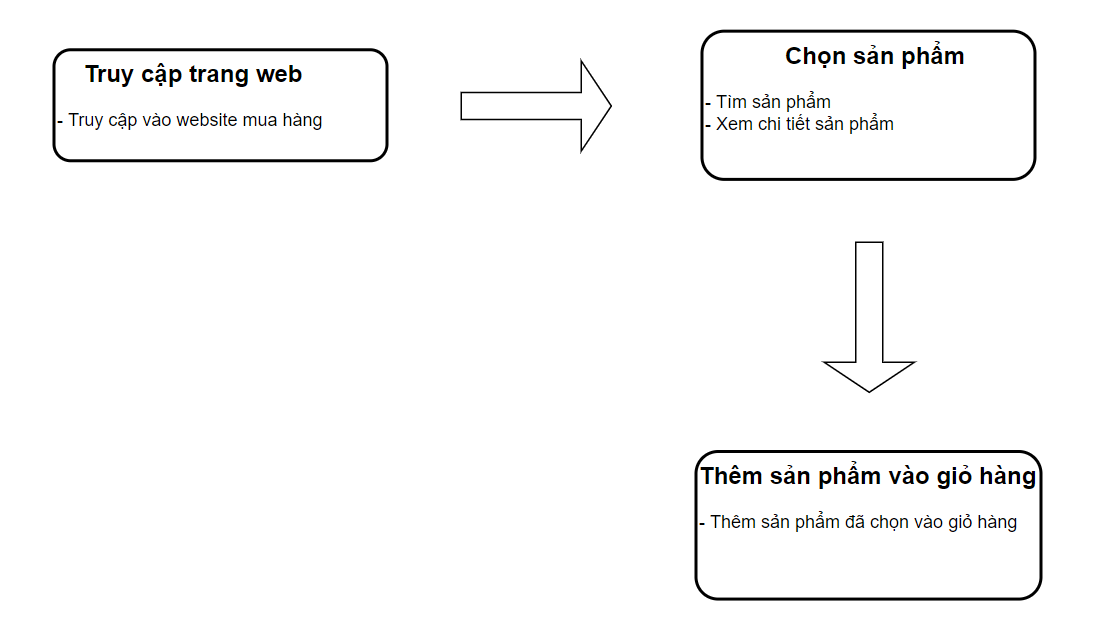 Truy cập trang web
- Truy cập vào website mua hàng
Chọn sản phẩm
- Tìm sản phẩm
- Xem chi tiết sản phẩm
Thêm sản phẩm vào giỏ hàng
- Thêm sản phẩm đã chọn vào giỏ hàng